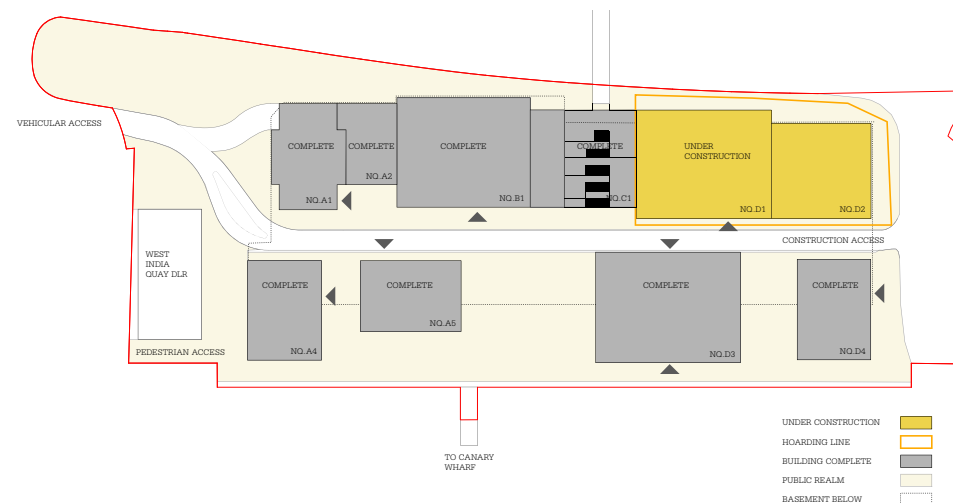 VEHICULAR ACCESS
COMPLETE
COMPLETE
COMPLETE
COMPLETE
UNDER
CONSTRUCTION
NQ.A2
NQ.A1
NQ.B1
NQ.C1
NQ.D1
NQ.D2
CONSTRUCTION ACCESS
WEST
INDIA
QUAY DLR
COMPLETE
COMPLETE
COMPLETE
COMPLETE
NQ.A5
NQ.A4
NQ.D3
NQ.D4
PEDESTRIAN ACCESS
TO CANARY
WHARF
UNDER CONSTRUCTION
HOARDING LINE
BUILDING COMPLETE
PUBLIC REALM
BASEMENT BELOW